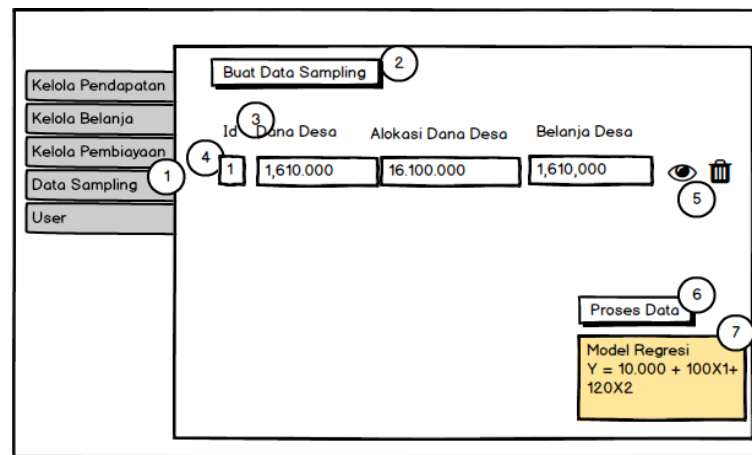 Buat Data Sampling
2
Kelola Pendapatan
Kelola Belanja
Kelola Pembiayaan
Data Sampling
1
User
3
Id Dana Desa Alokasi Dana Desa Belanja Desa
4
1 1,610.000 16.100.000 1,610,000
5
Proses Data
6
7
Model Regresi
Y = 10.000 + 100X1+
120X2